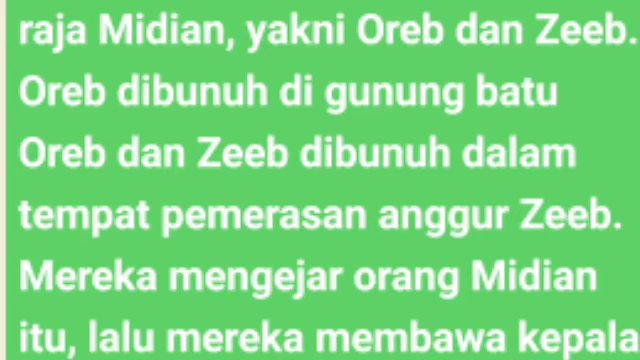 raja Midian, yakni Oreb dan Zeeb.
Oreb dibunuh di gunung batu
Oreb dan Zeeb dibunuh dalam
tempat pemerasan anggur Zeeb.
Mereka mengejar orang Midian
itu, lalu mereka membawa kepala